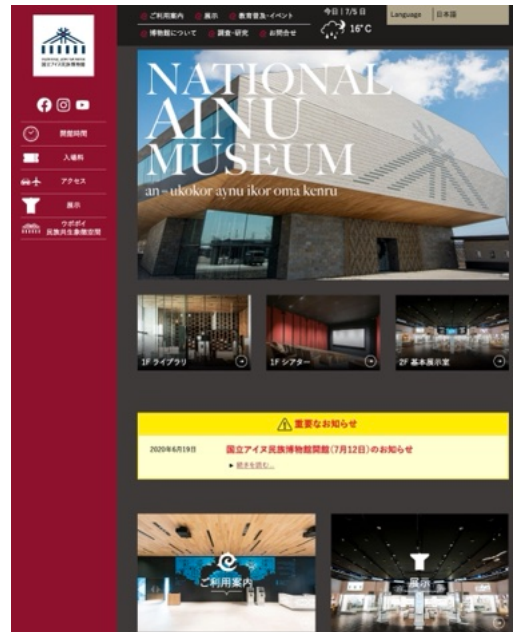 NATIONAL AINU MUSEUM
国立アイヌ民族博物館
開館時間
入場料
アクセス
展示
ウポポイ
民族共生象徴空間
ご利用案内 展示 教育普及・イベント
博物館について 調査・研究 お問合せ
今日 | 7/5 日
16°C
Language 日本語
NATIONAL
AINU
MUSEUM
an=ukokor aynu ikor oma kenru
1F ライブラリ
1F シアター
2F 基本展示室
重要なお知らせ
2020年6月19日 国立アイヌ民族博物館開館(7月12日)のお知らせ
続きを読む...
ご利用案内
展示